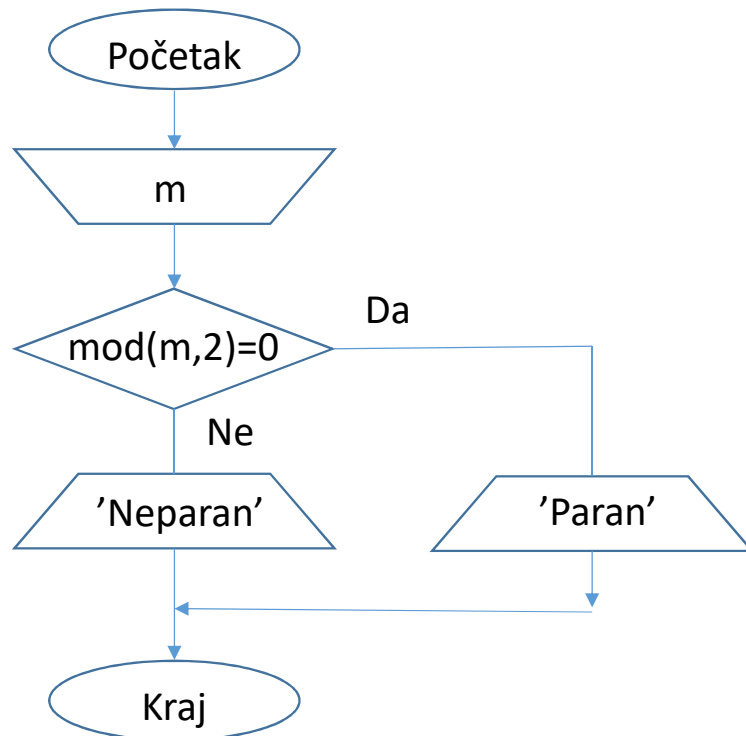 Početak
m
Da
mod(m,2)=0
Ne
’Neparan’
’Paran’
Kraj